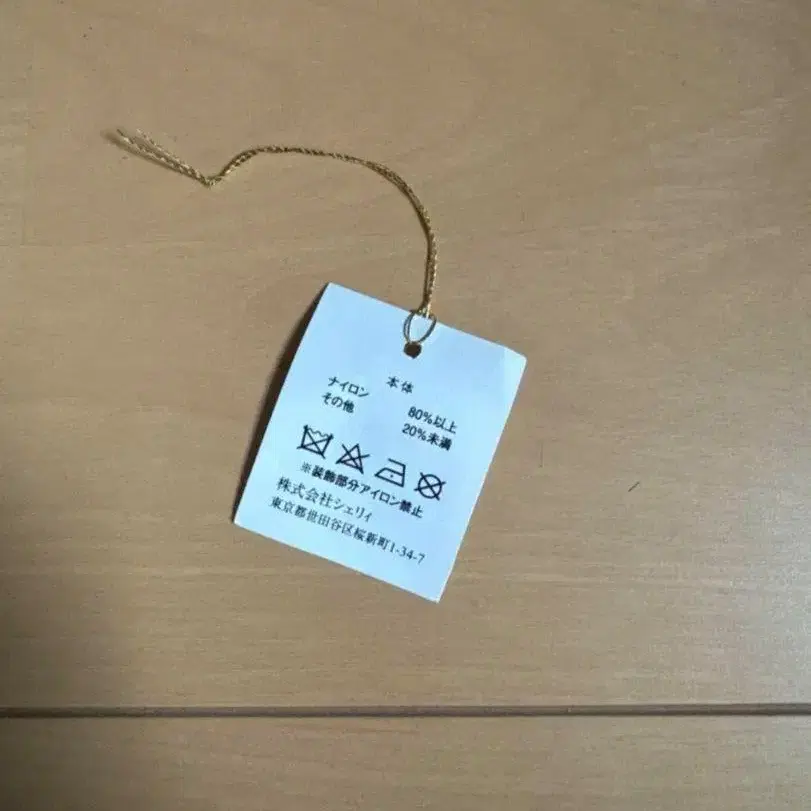 本体
ナイロン 80%以上
その他 20%未満
※装飾部分アイロン禁止
株式会社シェリィ
東京都世田谷区桜新町1-34-7